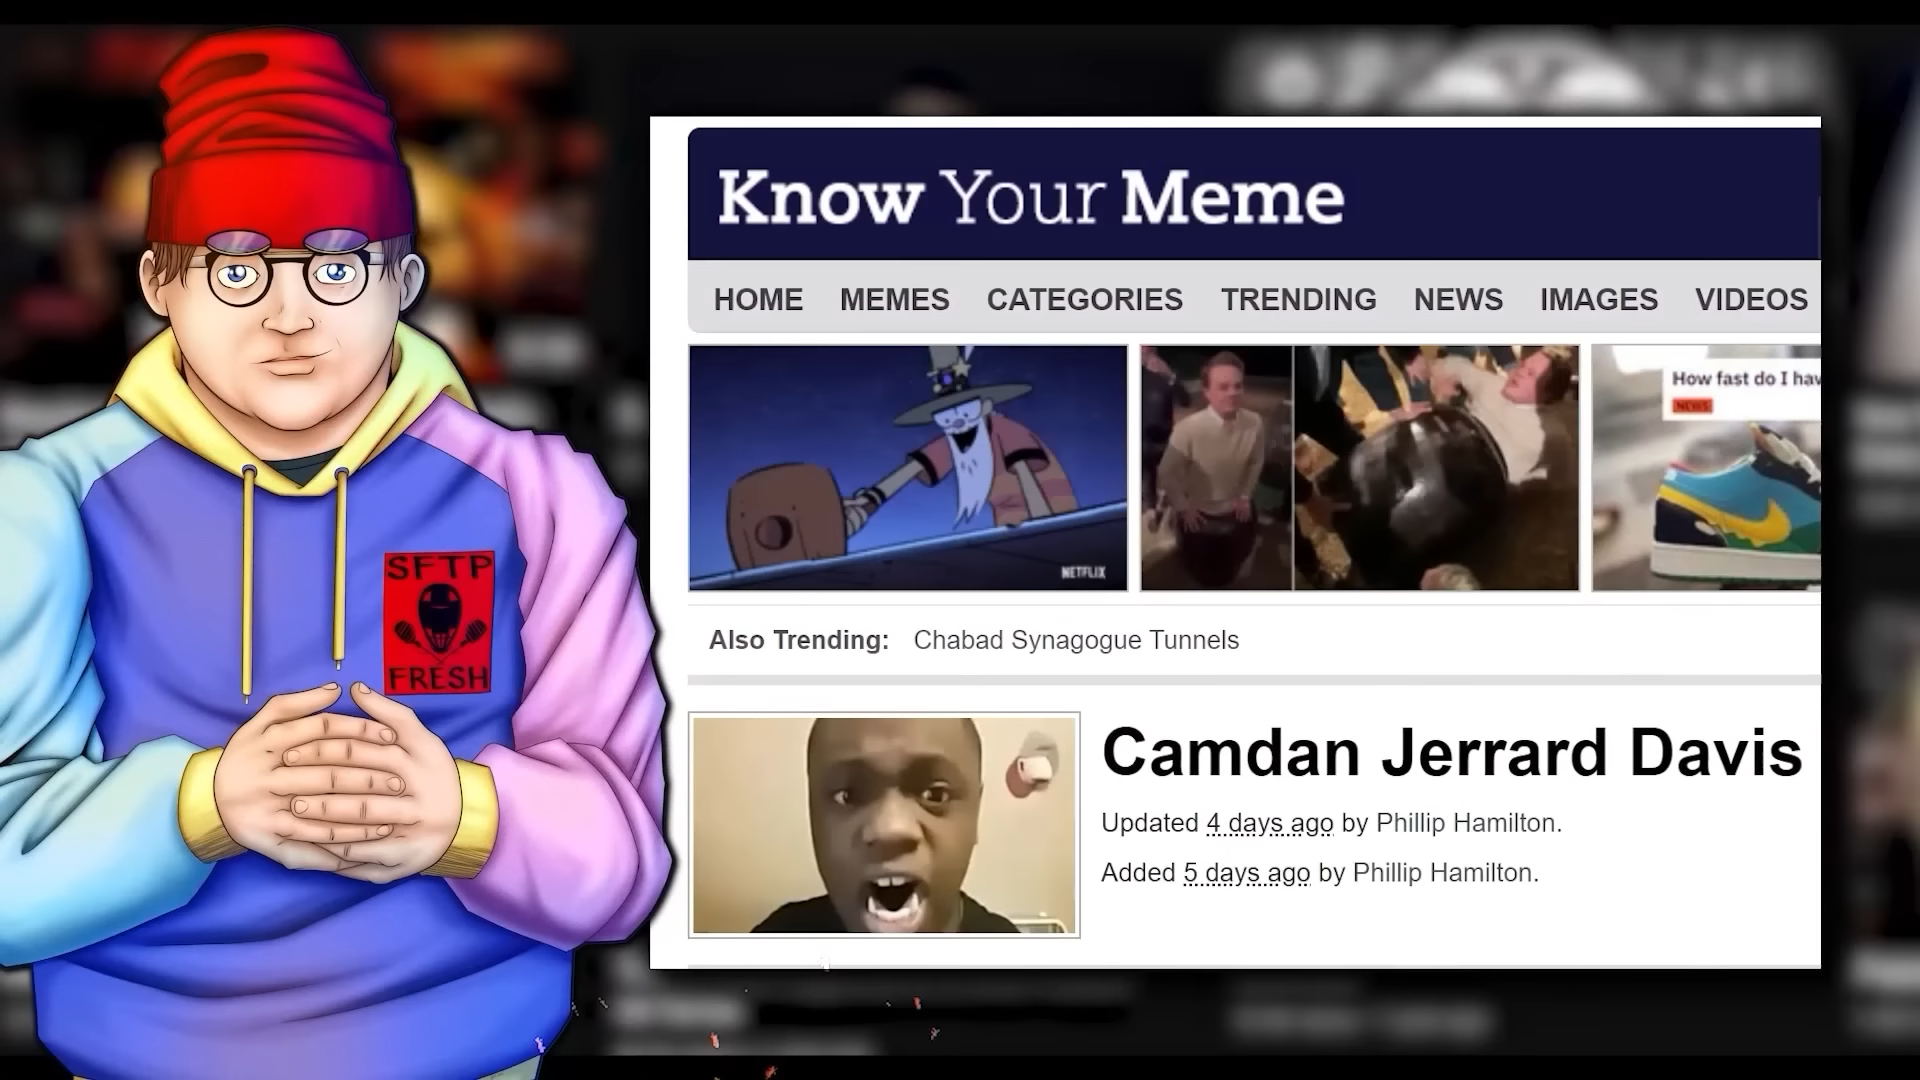 Know Your Meme
HOME MEMES CATEGORIES TRENDING NEWS IMAGES VIDEOS
How fast do I hav
NEWS
NETFLIX
Also Trending: Chabad Synagogue Tunnels
SFTP
FRESH
Camdan Jerrard Davis
Updated 4 days ago by Phillip Hamilton.
Added 5 days ago by Phillip Hamilton.